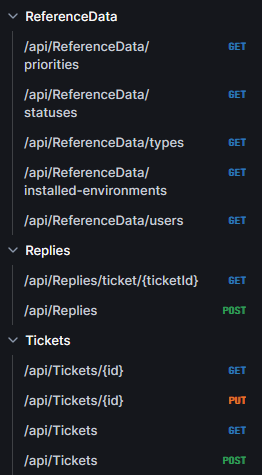 ReferenceData
/api/ReferenceData/ GET
priorities
/api/ReferenceData/ GET
statuses
/api/ReferenceData/types GET
/api/ReferenceData/ GET
installed-environments
/api/ReferenceData/users GET
Replies
/api/Replies/ticket/{ticketId} GET
/api/Replies POST
Tickets
/api/Tickets/{id} GET
/api/Tickets/{id} PUT
/api/Tickets GET
/api/Tickets POST